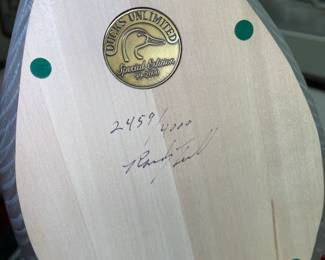 DUCKS UNLIMITED
Special Edition
2459/4000